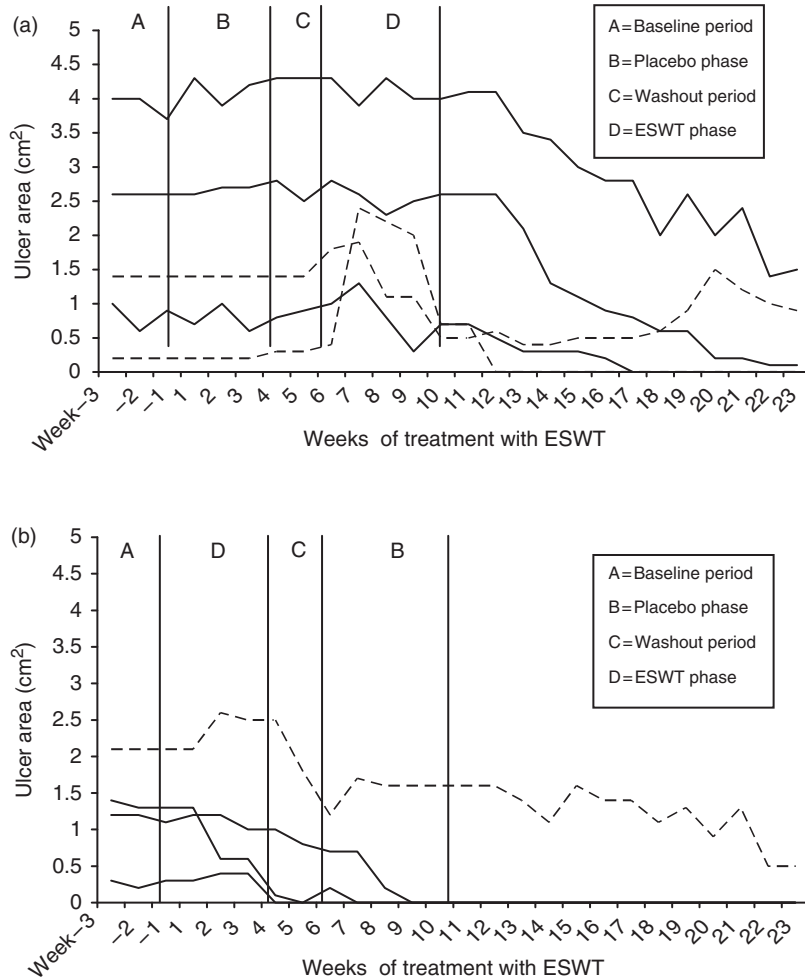 (a)
5
4.5
4
3.5
3
2.5
2
1.5
1
0.5
0
Ulcer area (cm²)
A B C D
A=Baseline period
B=Placebo phase
C=Washout period
D=ESWT phase
Week–3 –2 –1 1 2 3 4 5 6 7 8 9 10 11 12 13 14 15 16 17 18 19 20 21 22 23
Weeks of treatment with ESWT
(b)
5
4.5
4
3.5
3
2.5
2
1.5
1
0.5
0
Ulcer area (cm²)
A D C B
A=Baseline period
B=Placebo phase
C=Washout period
D=ESWT phase
Week–3 –2 –1 1 2 3 4 5 6 7 8 9 10 11 12 13 14 15 16 17 18 19 20 21 22 23
Weeks of treatment with ESWT